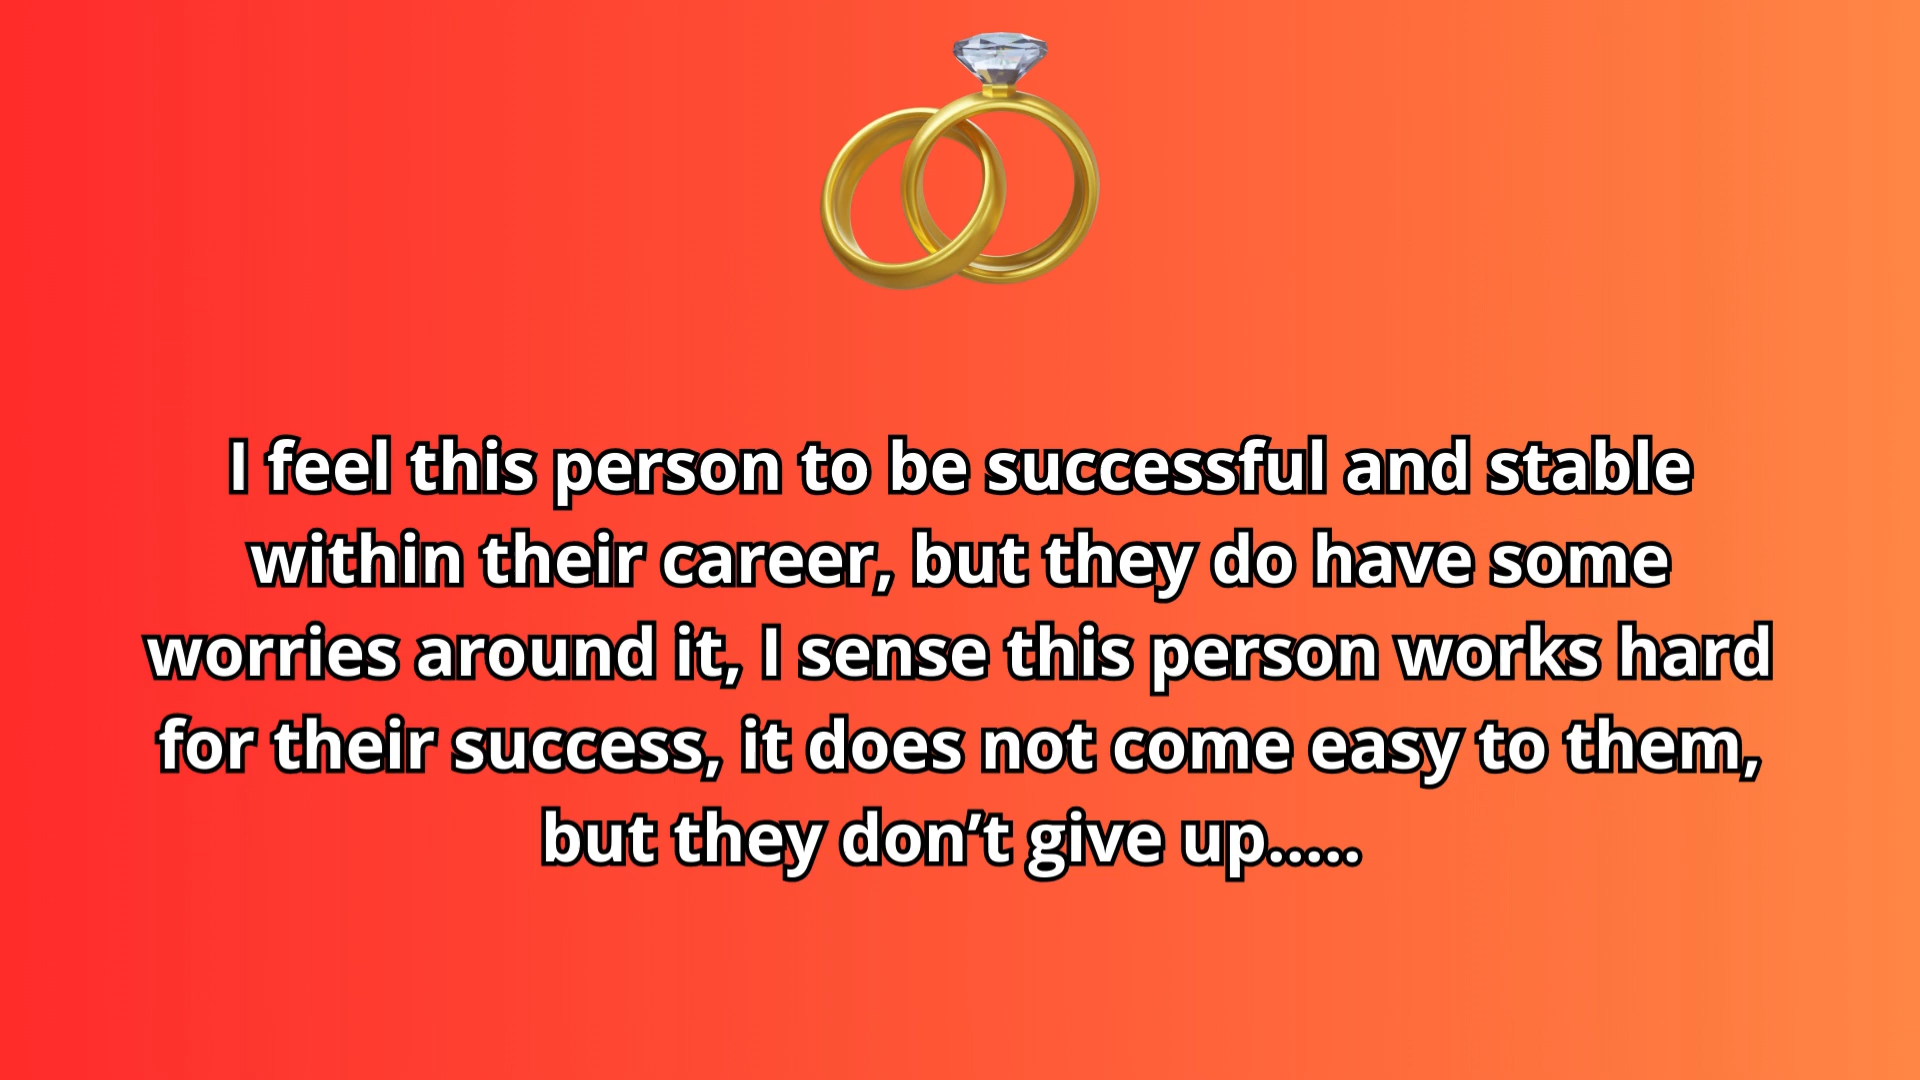 I feel this person to be successful and stable
within their career, but they do have some
worries around it, I sense this person works hard
for their success, it does not come easy to them,
but they don’t give up.....